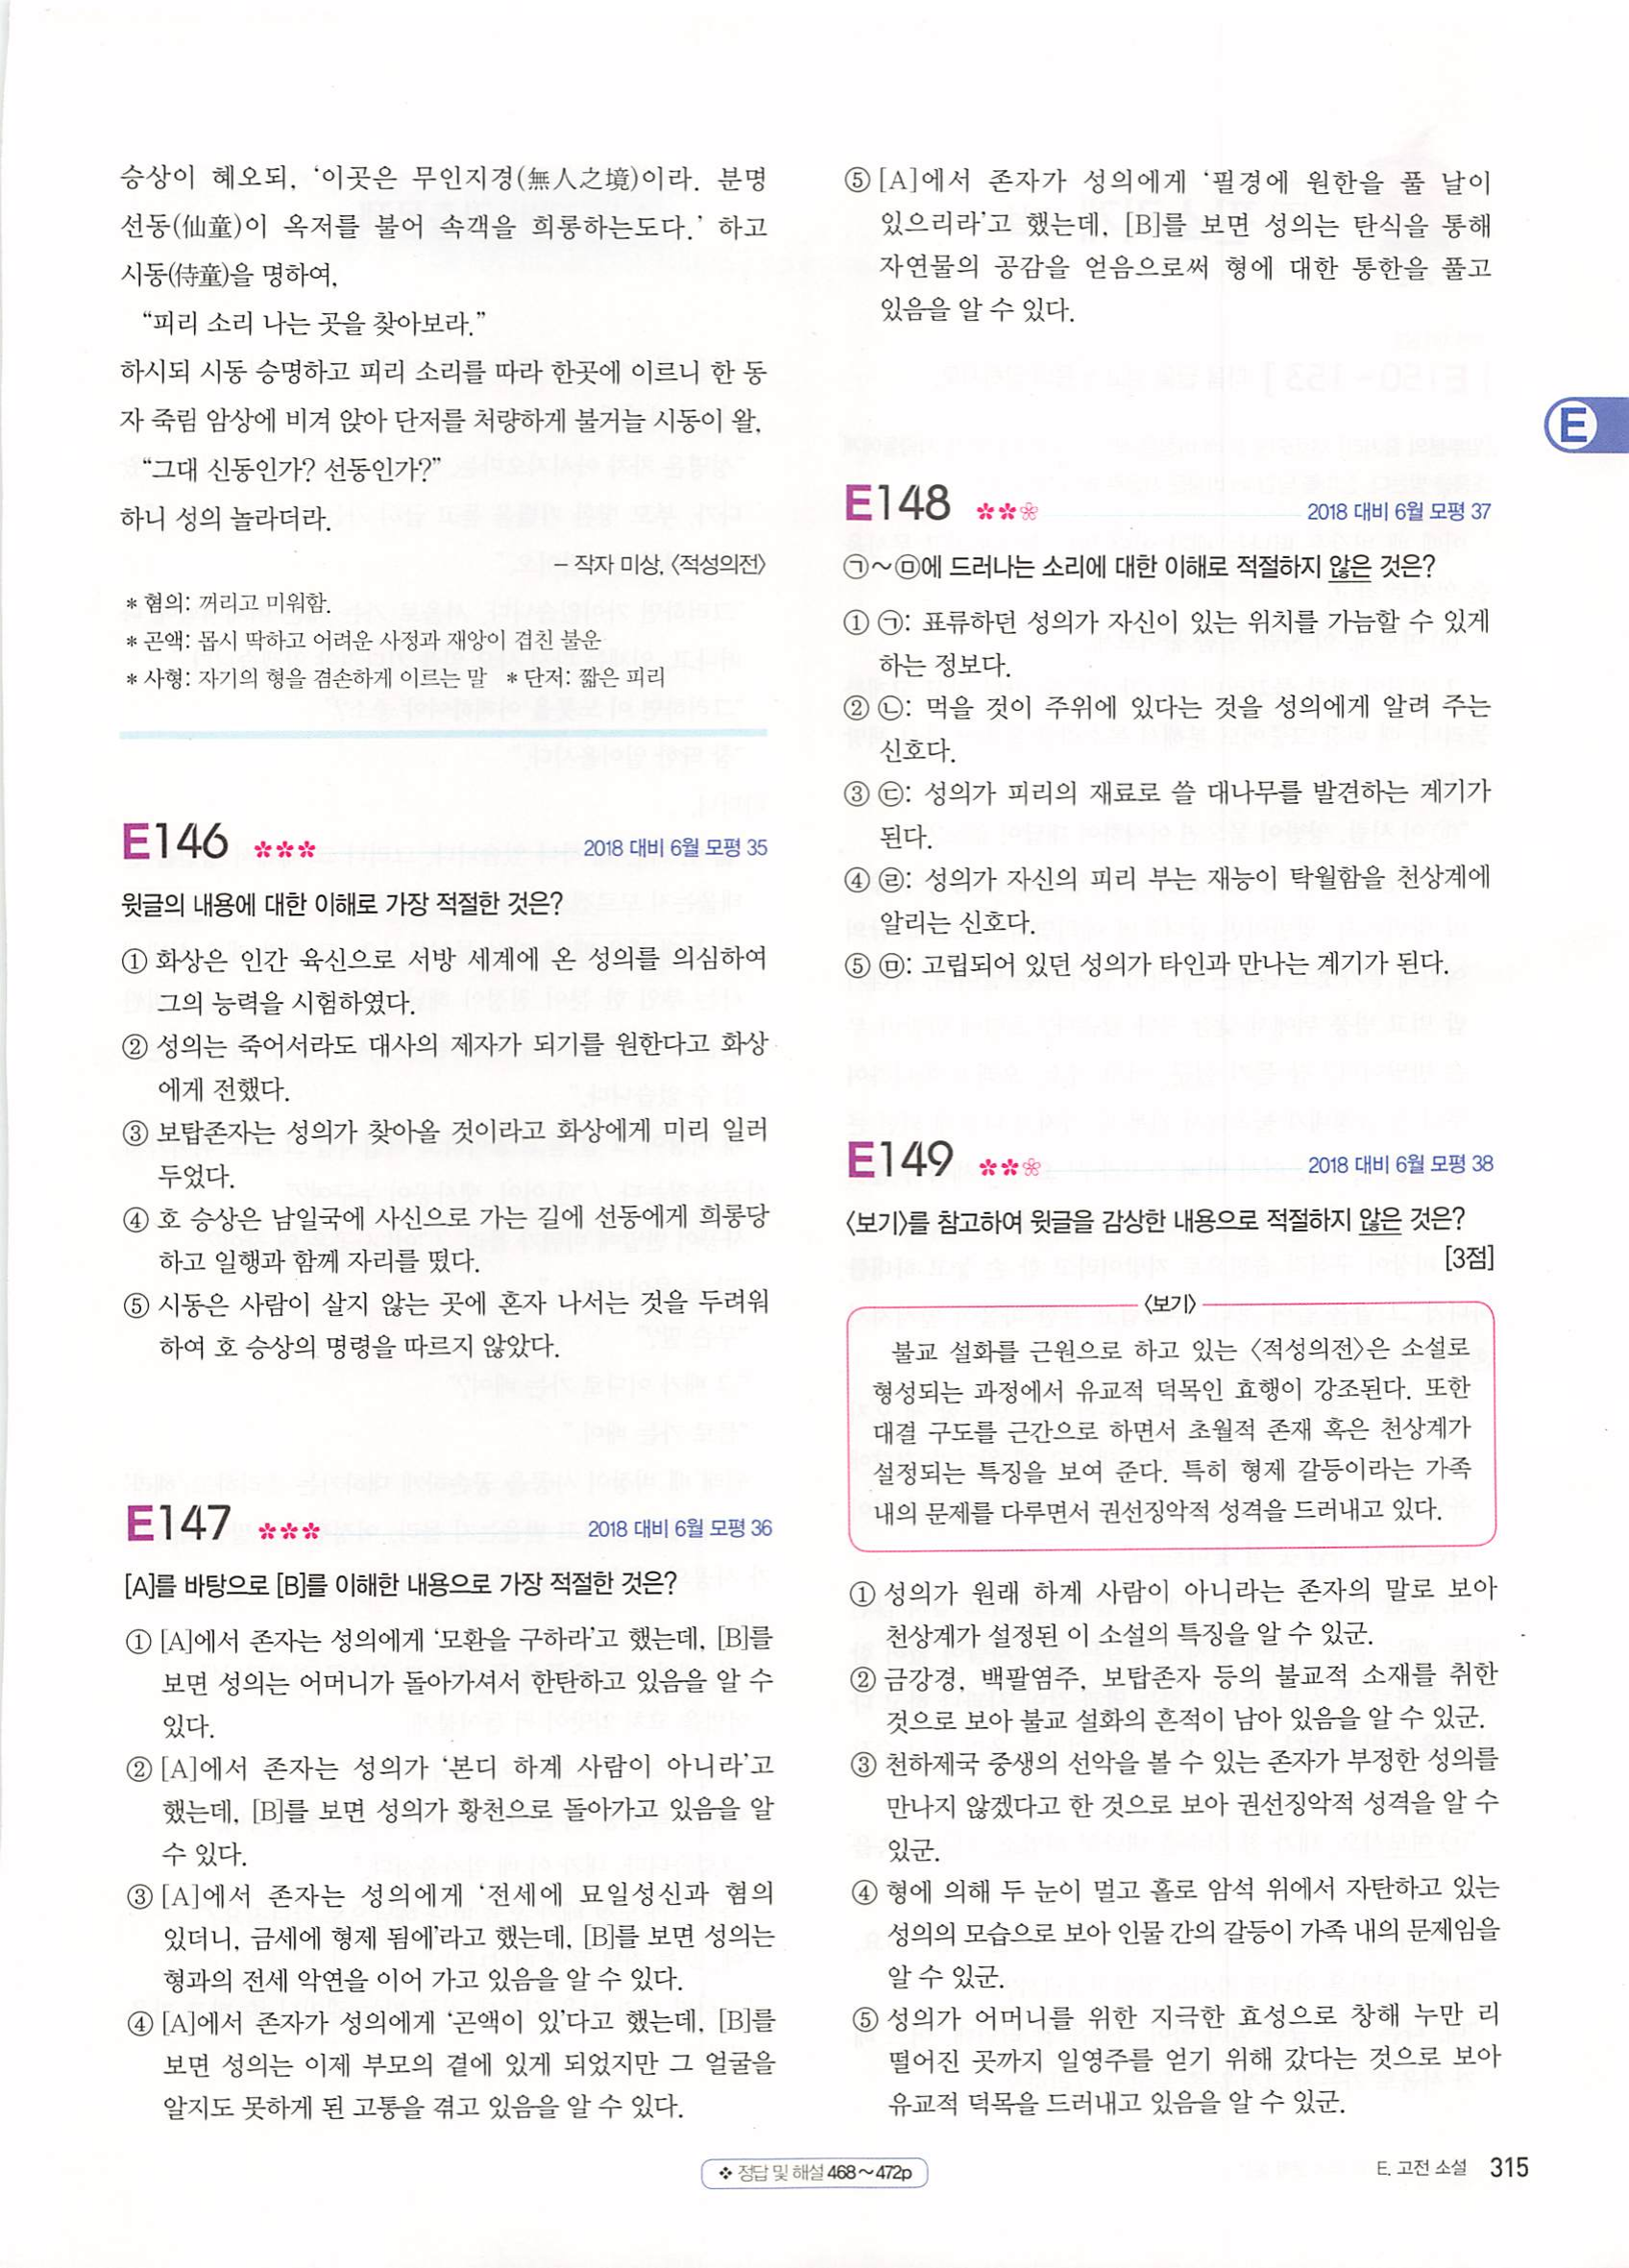 승상이 혜오되, ‘이곳은 무인지경(無人之境)이라. 분명
선동(仙童)이 옥저를 불어 속객을 희롱하는도다.’ 하고
시동(侍童)을 명하여,
“피리 소리 나는 곳을 찾아보라.”
하시되 시동 승명하고 피리 소리를 따라 한곳에 이르니 한 동
자 죽림 암상에 비겨 앉아 단저를 처량하게 불거늘 시동이 왈,
“그대 신동인가? 선동인가?”
하니 성의 놀라더라.
- 작자 미상, 〈적성의전〉
* 혐의: 꺼리고 미워함.
* 곤액: 몹시 딱하고 어려운 사정과 재앙이 겹친 불운
* 사형: 자기의 형을 겸손하게 이르는 말 * 단저: 짧은 피리
E146 2018 대비 6월 모평 35
윗글의 내용에 대한 이해로 가장 적절한 것은?
① 화상은 인간 육신으로 서방 세계에 온 성의를 의심하여
그의 능력을 시험하였다.
② 성의는 죽어서라도 대사의 제자가 되기를 원한다고 화상
에게 전했다.
③ 보탑존자는 성의가 찾아올 것이라고 화상에게 미리 일러
두었다.
④ 호 승상은 남일국에 사신으로 가는 길에 선동에게 희롱당
하고 일행과 함께 자리를 떴다.
⑤ 시동은 사람이 살지 않는 곳에 혼자 나서는 것을 두려워
하여 호 승상의 명령을 따르지 않았다.
E147 2018 대비 6월 모평 36
[A]를 바탕으로 [B]를 이해한 내용으로 가장 적절한 것은?
① [A]에서 존자는 성의에게 ‘모환을 구하라’고 했는데, [B]를
보면 성의는 어머니가 돌아가셔서 한탄하고 있음을 알 수
있다.
② [A]에서 존자는 성의가 ‘본디 하계 사람이 아니라’고
했는데, [B]를 보면 성의가 황천으로 돌아가고 있음을 알
수 있다.
③ [A]에서 존자는 성의에게 ‘전세에 묘일성신과 혐의
있더니, 금세에 형제 됨에’라고 했는데, [B]를 보면 성의는
형과의 전세 악연을 이어 가고 있음을 알 수 있다.
④ [A]에서 존자가 성의에게 ‘곤액이 있’다고 했는데, [B]를
보면 성의는 이제 부모의 곁에 있게 되었지만 그 얼굴을
알지도 못하게 된 고통을 겪고 있음을 알 수 있다.
⑤ [A]에서 존자가 성의에게 ‘필경에 원한을 풀 날이
있으리라’고 했는데, [B]를 보면 성의는 탄식을 통해
자연물의 공감을 얻음으로써 형에 대한 통한을 풀고
있음을 알 수 있다.
E
E148 2018 대비 6월 모평 37
㉠～㉤에 드러나는 소리에 대한 이해로 적절하지 않은 것은?
① ㉠: 표류하던 성의가 자신이 있는 위치를 가늠할 수 있게
하는 정보다.
② ㉡: 먹을 것이 주위에 있다는 것을 성의에게 알려 주는
신호다.
③ ㉢: 성의가 피리의 재료로 쓸 대나무를 발견하는 계기가
된다.
④ ㉣: 성의가 자신의 피리 부는 재능이 탁월함을 천상계에
알리는 신호다.
⑤ ㉤: 고립되어 있던 성의가 타인과 만나는 계기가 된다.
E149 2018 대비 6월 모평 38
〈보기〉를 참고하여 윗글을 감상한 내용으로 적절하지 않은 것은?
[3점]
〈보기〉
불교 설화를 근원으로 하고 있는 〈적성의전〉은 소설로
형성되는 과정에서 유교적 덕목인 효행이 강조된다. 또한
대결 구도를 근간으로 하면서 초월적 존재 혹은 천상계가
설정되는 특징을 보여 준다. 특히 형제 갈등이라는 가족
내의 문제를 다루면서 권선징악적 성격을 드러내고 있다.
① 성의가 원래 하계 사람이 아니라는 존자의 말로 보아
천상계가 설정된 이 소설의 특징을 알 수 있군.
② 금강경, 백팔염주, 보탑존자 등의 불교적 소재를 취한
것으로 보아 불교 설화의 흔적이 남아 있음을 알 수 있군.
③ 천하제국 중생의 선악을 볼 수 있는 존자가 부정한 성의를
만나지 않겠다고 한 것으로 보아 권선징악적 성격을 알 수
있군.
④ 형에 의해 두 눈이 멀고 홀로 암석 위에서 자탄하고 있는
성의의 모습으로 보아 인물 간의 갈등이 가족 내의 문제임을
알 수 있군.
⑤ 성의가 어머니를 위한 지극한 효성으로 창해 누만 리
떨어진 곳까지 일영주를 얻기 위해 갔다는 것으로 보아
유교적 덕목을 드러내고 있음을 알 수 있군.
❖ 정답 및 해설 468～472p
E. 고전 소설 315